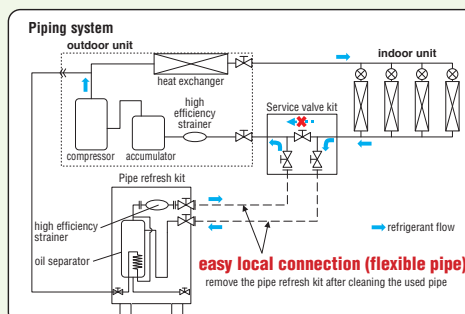 Piping system
outdoor unit
indoor unit
heat exchanger
high
efficiency
strainer
Service valve kit
compressor
accumulator
Pipe refresh kit
high efficiency
strainer
oil separator
refrigerant flow
easy local connection (flexible pipe)
remove the pipe refresh kit after cleaning the used pipe